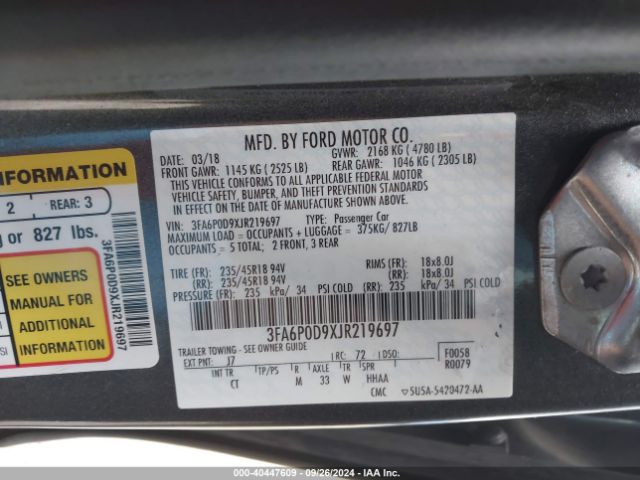 INFORMATION
2 REAR: 3
or 827 lbs.
SEE OWNERS
MANUAL FOR
ADDITIONAL
INFORMATION
3FA6P0D9XJR219697
MFD. BY FORD MOTOR CO.
DATE: 03/18 GVWR: 2168 KG ( 4780 LB)
FRONT GAWR: 1145 KG ( 2525 LB) REAR GAWR: 1046 KG ( 2305 LB)
THIS VEHICLE CONFORMS TO ALL APPLICABLE FEDERAL MOTOR
VEHICLE SAFETY, BUMPER, AND THEFT PREVENTION STANDARDS
IN EFFECT ON THE DATE OF MANUFACTURE SHOWN ABOVE.
VIN: 3FA6P0D9XJR219697 TYPE: Passenger Car
MAXIMUM LOAD = OCCUPANTS + LUGGAGE = 375KG/ 827LB
OCCUPANTS = 5 TOTAL; 2 FRONT, 3 REAR
TIRE (FR): 235/45R18 94V RIMS (FR): 18x8.0J
(RR): 235/45R18 94V (RR): 18x8.0J
PRESSURE (FR): 235 kPa/ 34 PSI COLD (RR): 235 kPa/ 34 PSI COLD
3FA6P0D9XJR219697
TRAILER TOWING - SEE OWNER GUIDE
EXT PNT: J7 RC: 72 DSO: F0058
R0079
INT TR TP/PS R AXLE TR
CT M 33 W HHAA
CMC 5U5A-5420472-AA
000-40447609 - 09/26/2024 - IAAI.COM